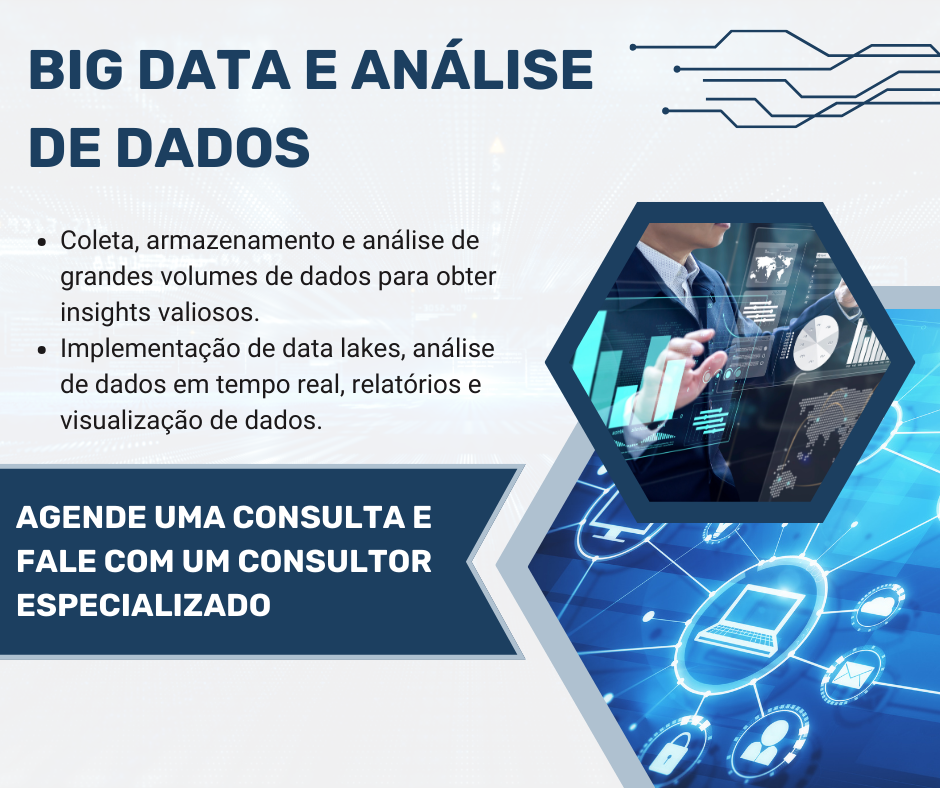 BIG DATA E ANÁLISE
DE DADOS
• Coleta, armazenamento e análise de
grandes volumes de dados para obter
insights valiosos.
• Implementação de data lakes, análise
de dados em tempo real, relatórios e
visualização de dados.
AGENDE UMA CONSULTA E
FALE COM UM CONSULTOR
ESPECIALIZADO